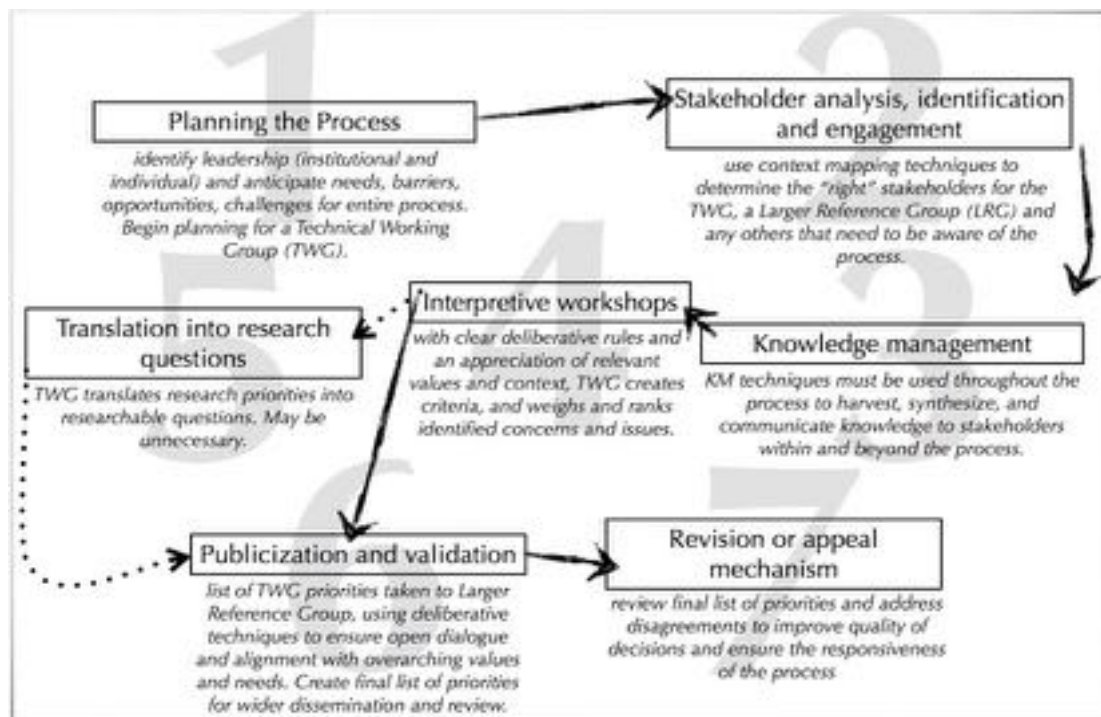 1
Planning the Process
identify leadership (institutional and
individual) and anticipate needs, barriers,
opportunities, challenges for entire process.
Begin planning for a Technical Working
Group (TWG).
2
Stakeholder analysis, identification
and engagement
use context mapping techniques to
determine the "right" stakeholders for the
TWG, a Larger Reference Group (LRG) and
any others that need to be aware of the
process.
3
Knowledge management
KM techniques must be used throughout the
process to harvest, synthesize, and
communicate knowledge to stakeholders
within and beyond the process.
4
Interpretive workshops
with clear deliberative rules and
an appreciation of relevant
values and context, TWG creates
criteria, and weighs and ranks
identified concerns and issues.
5
Translation into research
questions
TWG translates research priorities into
researchable questions. May be
unnecessary.
6
Publicization and validation
list of TWG priorities taken to Larger
Reference Group, using deliberative
techniques to ensure open dialogue
and alignment with overarching values
and needs. Create final list of priorities
for wider dissemination and review.
7
Revision or appeal
mechanism
review final list of priorities and address
disagreements to improve quality of
decisions and ensure the responsiveness
of the process